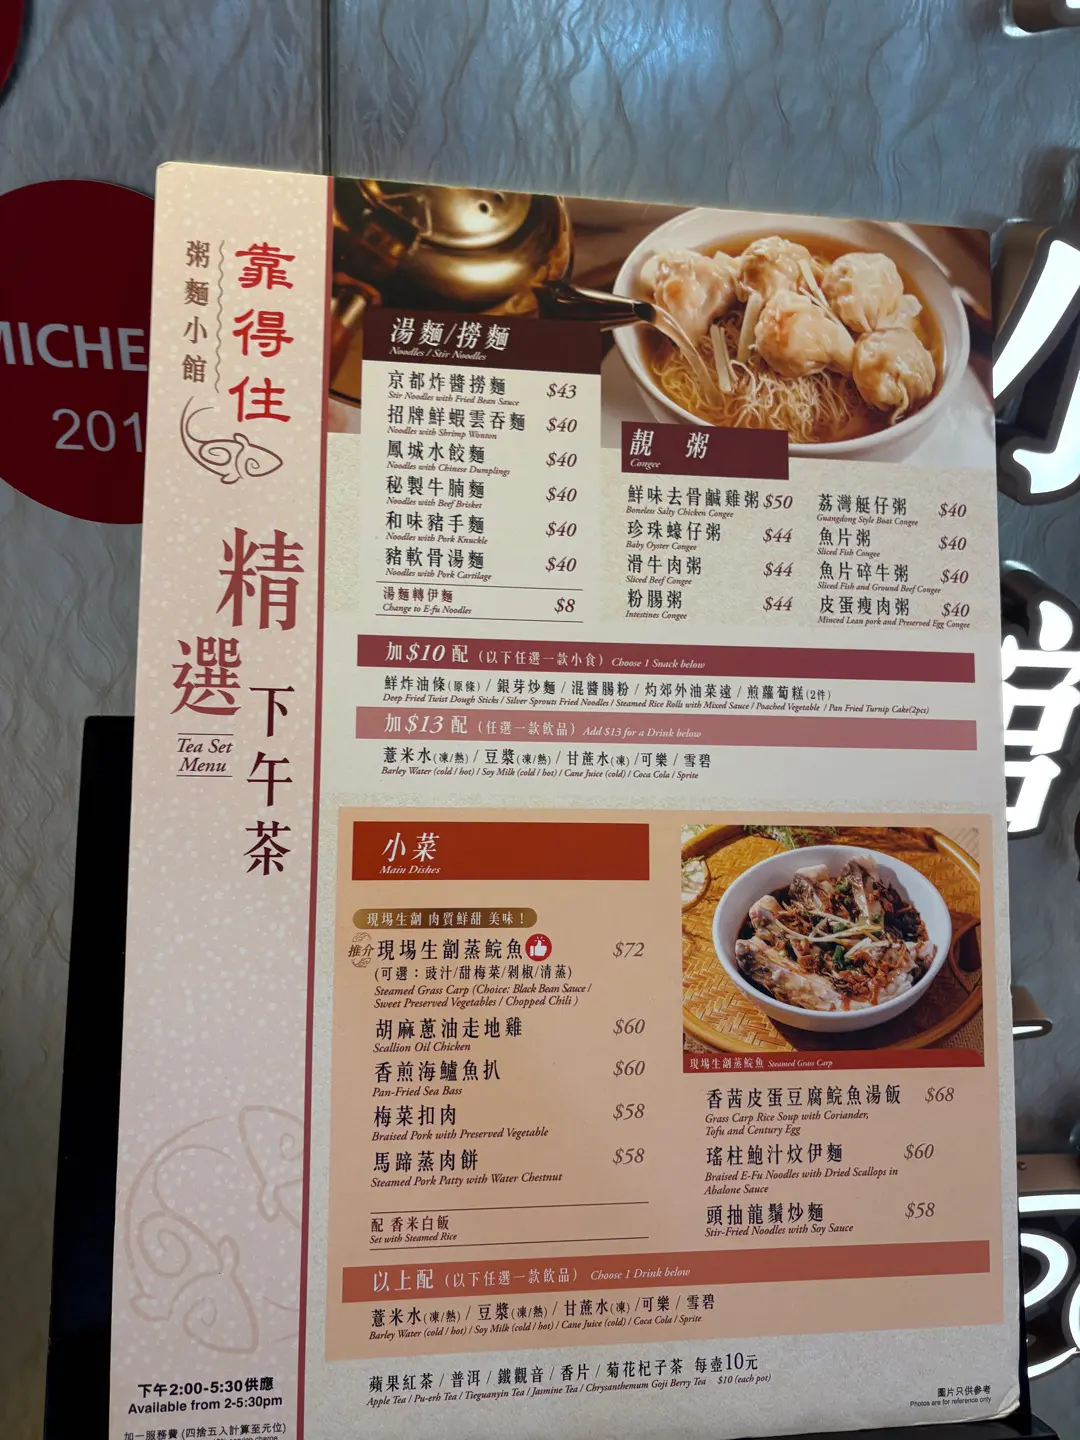 MICHE
201
靠得住
粥麵小館
精選
下午茶
Tea Set
Menu
湯麵/撈麵
Noodles / Stir Noodles
京都炸醬撈麵 $43
Stir Noodles with Fried Bean Sauce
招牌鮮蝦雲吞麵 $40
Noodles with Shrimp Wonton
鳳城水餃麵 $40
Noodles with Chinese Dumplings
秘製牛腩麵 $40
Noodles with Beef Brisket
和味豬手麵 $40
Noodles with Pork Knuckle
豬軟骨湯麵 $40
Noodles with Pork Cartilage
湯麵轉伊麵
Change to E-fu Noodles $8
靚 粥
Congee
鮮味去骨鹹雞粥 $50
Boneless Salty Chicken Congee
珍珠蠔仔粥 $44
Baby Oyster Congee
滑牛肉粥 $44
Sliced Beef Congee
粉腸粥 $44
Intestines Congee
荔灣艇仔粥 $40
Guangdong Style Boat Congee
魚片粥 $40
Sliced Fish Congee
魚片碎牛粥 $40
Sliced Fish and Ground Beef Congee
皮蛋瘦肉粥 $40
Minced Lean pork and Preserved Egg Congee
加$10配 (以下任選一款小食) Choose 1 Snack below
鮮炸油條(原條) / 銀芽炒麵 / 混醬腸粉 / 灼郊外油菜遠 / 煎蘿蔔糕(2件)
Deep Fried Twist Dough Sticks / Silver Sprouts Fried Noodles / Steamed Rice Rolls with Mixed Sauce / Poached Vegetable / Pan Fried Turnip Cake(2pcs)
加$13配 (任選一款飲品) Add $13 for a Drink below
薏米水(凍/熱) / 豆漿(凍/熱) / 甘蔗水(凍) /可樂 / 雪碧
Barley Water (cold / hot) / Soy Milk (cold / hot) / Cane Juice (cold) / Coca Cola / Sprite
小菜
Main Dishes
現場生劏 肉質鮮甜 美味！
推介 現場生劏蒸鯇魚 $72
(可選：豉汁/甜梅菜/剁椒/清蒸)
Steamed Grass Carp (Choice: Black Bean Sauce /
Sweet Preserved Vegetables / Chopped Chili )
胡麻蔥油走地雞 $60
Scallion Oil Chicken
香煎海鱸魚扒 $60
Pan-Fried Sea Bass
梅菜扣肉 $58
Braised Pork with Preserved Vegetable
馬蹄蒸肉餅 $58
Steamed Pork Patty with Water Chestnut
配 香米白飯
Set with Steamed Rice
現場生劏蒸鯇魚 Steamed Grass Carp
香茜皮蛋豆腐鯇魚湯飯 $68
Grass Carp Rice Soup with Coriander,
Tofu and Century Egg
瑤柱鮑汁炆伊麵 $60
Braised E-Fu Noodles with Dried Scallops in
Abalone Sauce
頭抽龍鬚炒麵 $58
Stir-Fried Noodles with Soy Sauce
以上配 (以下任選一款飲品) Choose 1 Drink below
薏米水(凍/熱) / 豆漿(凍/熱) / 甘蔗水(凍) /可樂 / 雪碧
Barley Water (cold / hot) / Soy Milk (cold / hot) / Cane Juice (cold) / Coca Cola / Sprite
蘋果紅茶 / 普洱 / 鐵觀音 / 香片 / 菊花杞子茶 每壺10元
Apple Tea / Pu-erh Tea / Tieguanyin Tea / Jasmine Tea / Chrysanthemum Goji Berry Tea $10 (each pot)
圖片只供參考
Photos are for reference only
下午2:00-5:30供應
Available from 2-5:30pm
加一服務費 (四捨五入計算至元位)